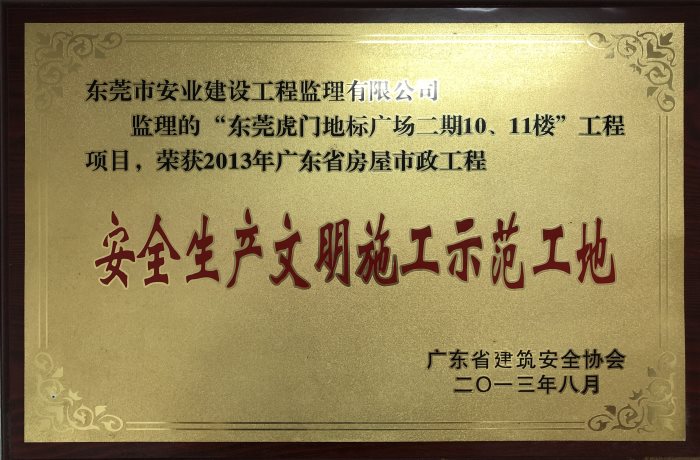 东莞市安业建设工程监理有限公司
监理的“东莞虎门地标广场二期10、11楼”工程
项目，荣获2013年广东省房屋市政工程
安全生产文明施工示范工地
广东省建筑安全协会
二〇一三年八月